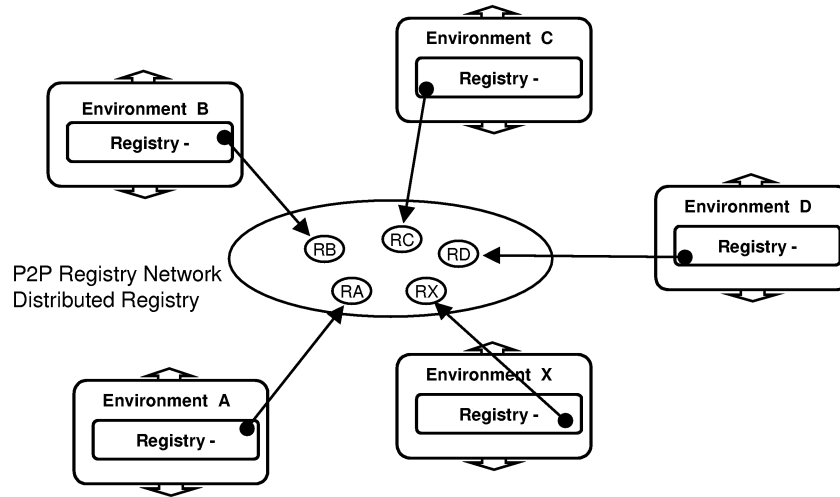 Environment C
Registry -
Environment B
Registry -
Environment D
Registry -
RB
RC
RD
RA
RX
P2P Registry Network
Distributed Registry
Environment A
Registry -
Environment X
Registry -